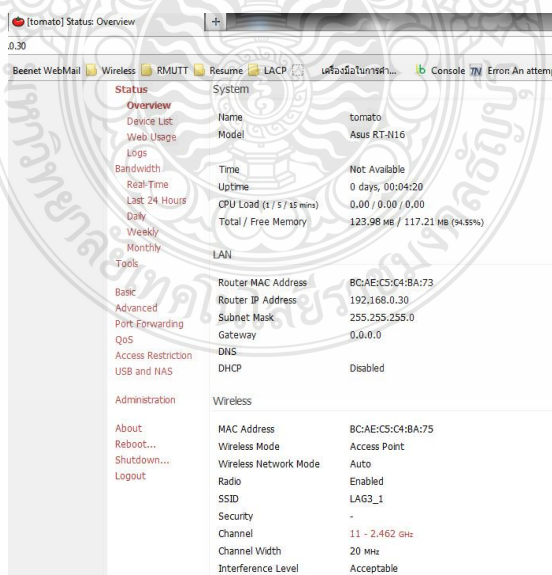 [tomato] Status: Overview
.0.30
Beenet WebMail Wireless RMUTT Resume LACP เครื่องมือในการคำ... Console TN Error: An attemp
Status
Overview
Device List
Web Usage
Logs
Bandwidth
Real-Time
Last 24 Hours
Daily
Weekly
Monthly
Tools
Basic
Advanced
Port Forwarding
QoS
Access Restriction
USB and NAS
Administration
About
Reboot...
Shutdown...
Logout
System
Name tomato
Model Asus RT-N16
Time Not Available
Uptime 0 days, 00:04:20
CPU Load (1 / 5 / 15 mins) 0.00 / 0.00 / 0.00
Total / Free Memory 123.98 MB / 117.21 MB (94.55%)
LAN
Router MAC Address BC:AE:C5:C4:BA:73
Router IP Address 192.168.0.30
Subnet Mask 255.255.255.0
Gateway 0.0.0.0
DNS
DHCP Disabled
Wireless
MAC Address BC:AE:C5:C4:BA:75
Wireless Mode Access Point
Wireless Network Mode Auto
Radio Enabled
SSID LAG3_1
Security -
Channel 11 - 2.462 GHz
Channel Width 20 MHz
Interference Level Acceptable